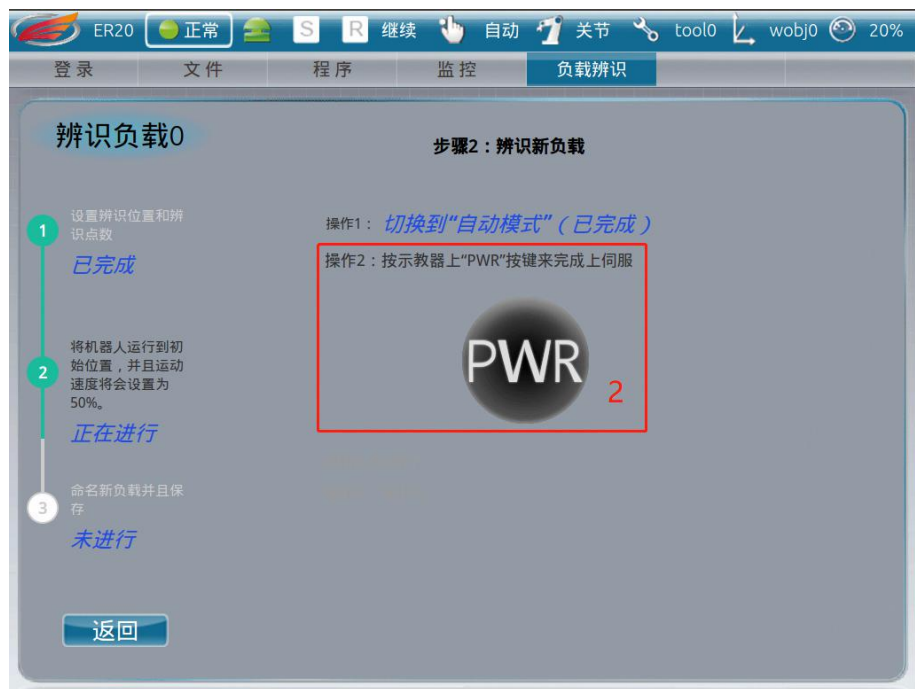 ER20 正常 S R 继续 自动 关节 tool0 wobj0 20%
登录 文件 程序 监控 负载辨识
辨识负载0
步骤2：辨识新负载
1
设置辨识位置和辨
识点数
已完成
操作1： 切换到“自动模式”（已完成）
操作2：按示教器上“PWR”按键来完成上伺服
PWR
2
2
将机器人运行到初
始位置，并且运动
速度将会设置为
50%。
正在进行
3
命名新负载并且保
存
未进行
返回